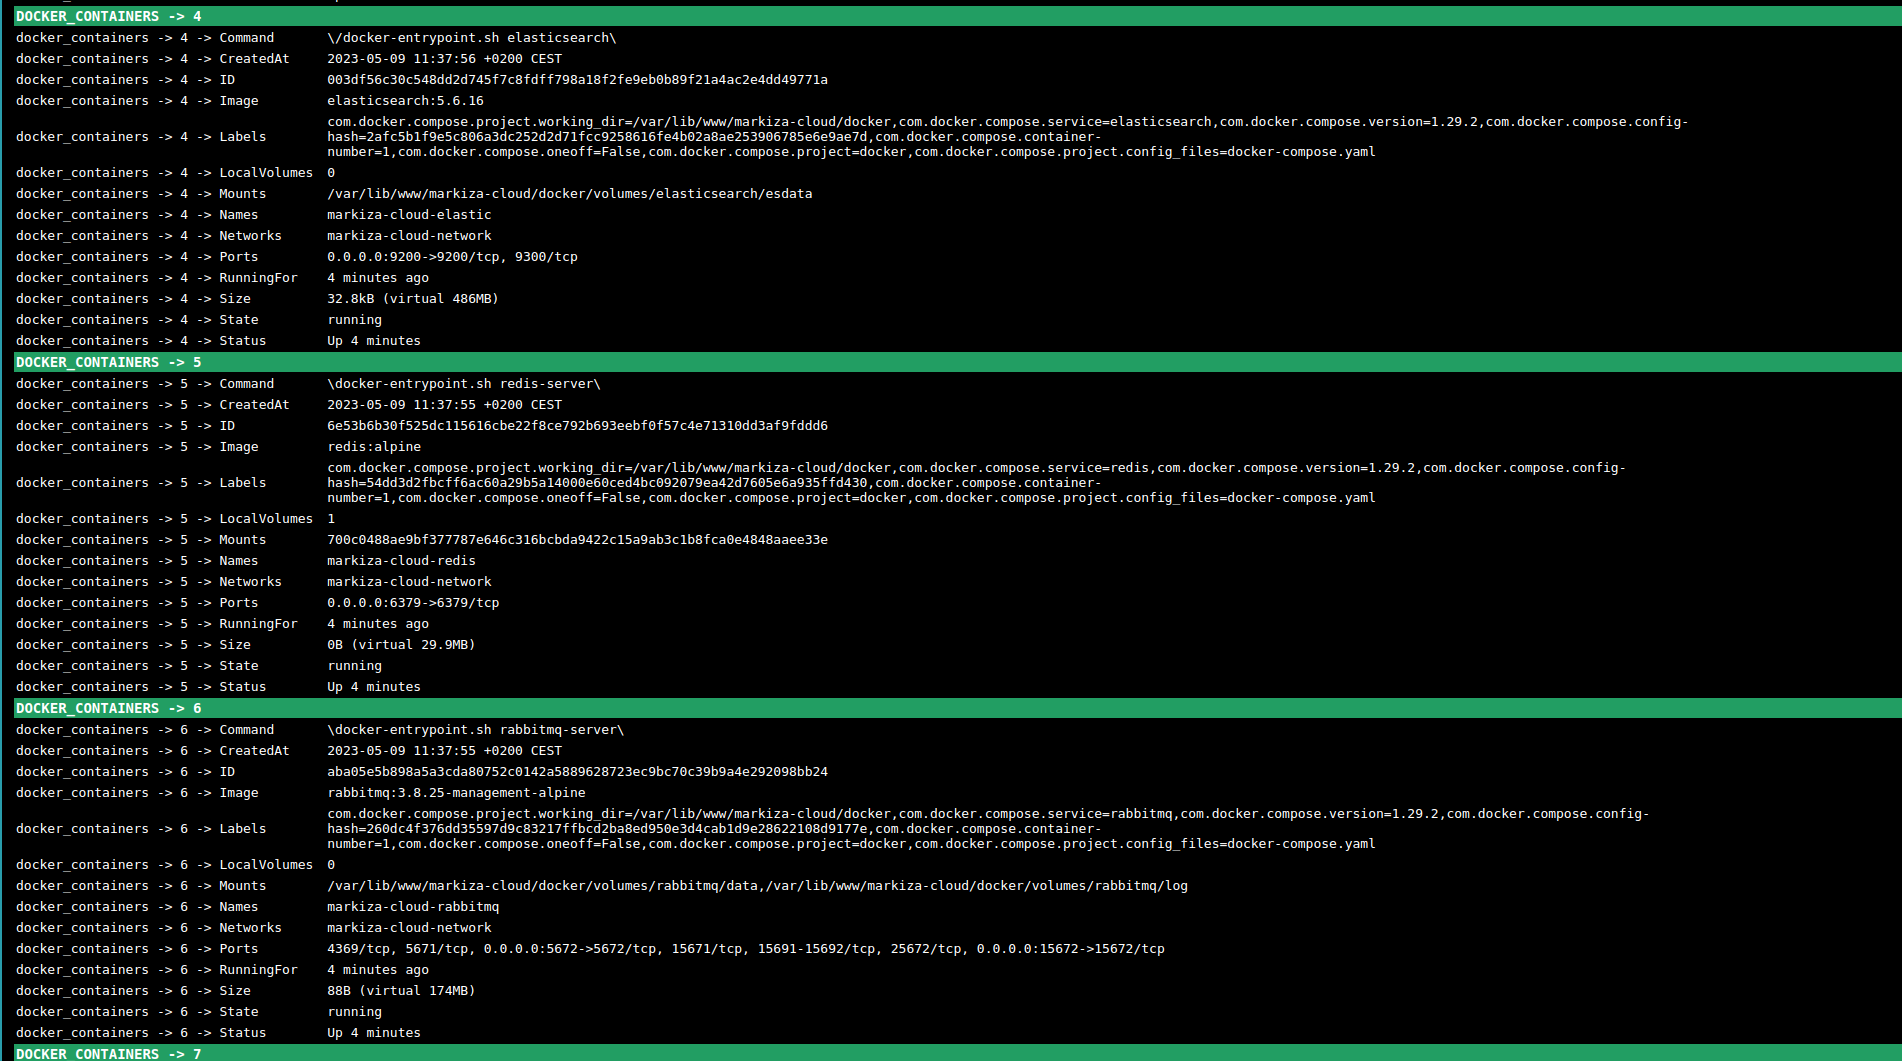 DOCKER_CONTAINERS -> 4
docker_containers -> 4 -> Command \/docker-entrypoint.sh elasticsearch\
docker_containers -> 4 -> CreatedAt 2023-05-09 11:37:56 +0200 CEST
docker_containers -> 4 -> ID 003df56c30c548dd2d745f7c8fdff798a18f2fe9eb0b89f21a4ac2e4dd49771a
docker_containers -> 4 -> Image elasticsearch:5.6.16
com.docker.compose.project.working_dir=/var/lib/www/markiza-cloud/docker,com.docker.compose.service=elasticsearch,com.docker.compose.version=1.29.2,com.docker.compose.config-
docker_containers -> 4 -> Labels hash=2afc5b1f9e5c806a3dc252d2d71fcc9258616fe4b02a8ae253906785e6e9ae7d,com.docker.compose.container-
number=1,com.docker.compose.oneoff=False,com.docker.compose.project=docker,com.docker.compose.project.config_files=docker-compose.yaml
docker_containers -> 4 -> LocalVolumes 0
docker_containers -> 4 -> Mounts /var/lib/www/markiza-cloud/docker/volumes/elasticsearch/esdata
docker_containers -> 4 -> Names markiza-cloud-elastic
docker_containers -> 4 -> Networks markiza-cloud-network
docker_containers -> 4 -> Ports 0.0.0.0:9200->9200/tcp, 9300/tcp
docker_containers -> 4 -> RunningFor 4 minutes ago
docker_containers -> 4 -> Size 32.8kB (virtual 486MB)
docker_containers -> 4 -> State running
docker_containers -> 4 -> Status Up 4 minutes
DOCKER_CONTAINERS -> 5
docker_containers -> 5 -> Command \docker-entrypoint.sh redis-server\
docker_containers -> 5 -> CreatedAt 2023-05-09 11:37:55 +0200 CEST
docker_containers -> 5 -> ID 6e53b6b30f525dc115616cbe22f8ce792b693eebf0f57c4e71310dd3af9fddd6
docker_containers -> 5 -> Image redis:alpine
com.docker.compose.project.working_dir=/var/lib/www/markiza-cloud/docker,com.docker.compose.service=redis,com.docker.compose.version=1.29.2,com.docker.compose.config-
docker_containers -> 5 -> Labels hash=54dd3d2fbcff6ac60a29b5a14000e60ced4bc092079ea42d7605e6a935ffd430,com.docker.compose.container-
number=1,com.docker.compose.oneoff=False,com.docker.compose.project=docker,com.docker.compose.project.config_files=docker-compose.yaml
docker_containers -> 5 -> LocalVolumes 1
docker_containers -> 5 -> Mounts 700c0488ae9bf377787e646c316bcbda9422c15a9ab3c1b8fca0e4848aaee33e
docker_containers -> 5 -> Names markiza-cloud-redis
docker_containers -> 5 -> Networks markiza-cloud-network
docker_containers -> 5 -> Ports 0.0.0.0:6379->6379/tcp
docker_containers -> 5 -> RunningFor 4 minutes ago
docker_containers -> 5 -> Size 0B (virtual 29.9MB)
docker_containers -> 5 -> State running
docker_containers -> 5 -> Status Up 4 minutes
DOCKER_CONTAINERS -> 6
docker_containers -> 6 -> Command \docker-entrypoint.sh rabbitmq-server\
docker_containers -> 6 -> CreatedAt 2023-05-09 11:37:55 +0200 CEST
docker_containers -> 6 -> ID aba05e5b898a5a3cda80752c0142a5889628723ec9bc70c39b9a4e292098bb24
docker_containers -> 6 -> Image rabbitmq:3.8.25-management-alpine
com.docker.compose.project.working_dir=/var/lib/www/markiza-cloud/docker,com.docker.compose.service=rabbitmq,com.docker.compose.version=1.29.2,com.docker.compose.config-
docker_containers -> 6 -> Labels hash=260dc4f376dd35597d9c83217ffbcd2ba8ed950e3d4cab1d9e28622108d9177e,com.docker.compose.container-
number=1,com.docker.compose.oneoff=False,com.docker.compose.project=docker,com.docker.compose.project.config_files=docker-compose.yaml
docker_containers -> 6 -> LocalVolumes 0
docker_containers -> 6 -> Mounts /var/lib/www/markiza-cloud/docker/volumes/rabbitmq/data,/var/lib/www/markiza-cloud/docker/volumes/rabbitmq/log
docker_containers -> 6 -> Names markiza-cloud-rabbitmq
docker_containers -> 6 -> Networks markiza-cloud-network
docker_containers -> 6 -> Ports 4369/tcp, 5671/tcp, 0.0.0.0:5672->5672/tcp, 15671/tcp, 15691-15692/tcp, 25672/tcp, 0.0.0.0:15672->15672/tcp
docker_containers -> 6 -> RunningFor 4 minutes ago
docker_containers -> 6 -> Size 88B (virtual 174MB)
docker_containers -> 6 -> State running
docker_containers -> 6 -> Status Up 4 minutes
DOCKER_CONTAINERS -> 7